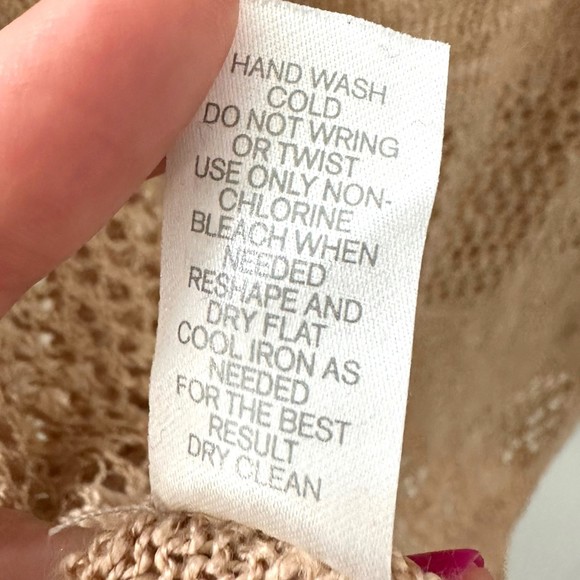 HAND WASH
COLD
DO NOT WRING
OR TWIST
USE ONLY NON-
CHLORINE
BLEACH WHEN
NEEDED
RESHAPE AND
DRY FLAT
COOL IRON AS
NEEDED
FOR THE BEST
RESULT
DRY CLEAN